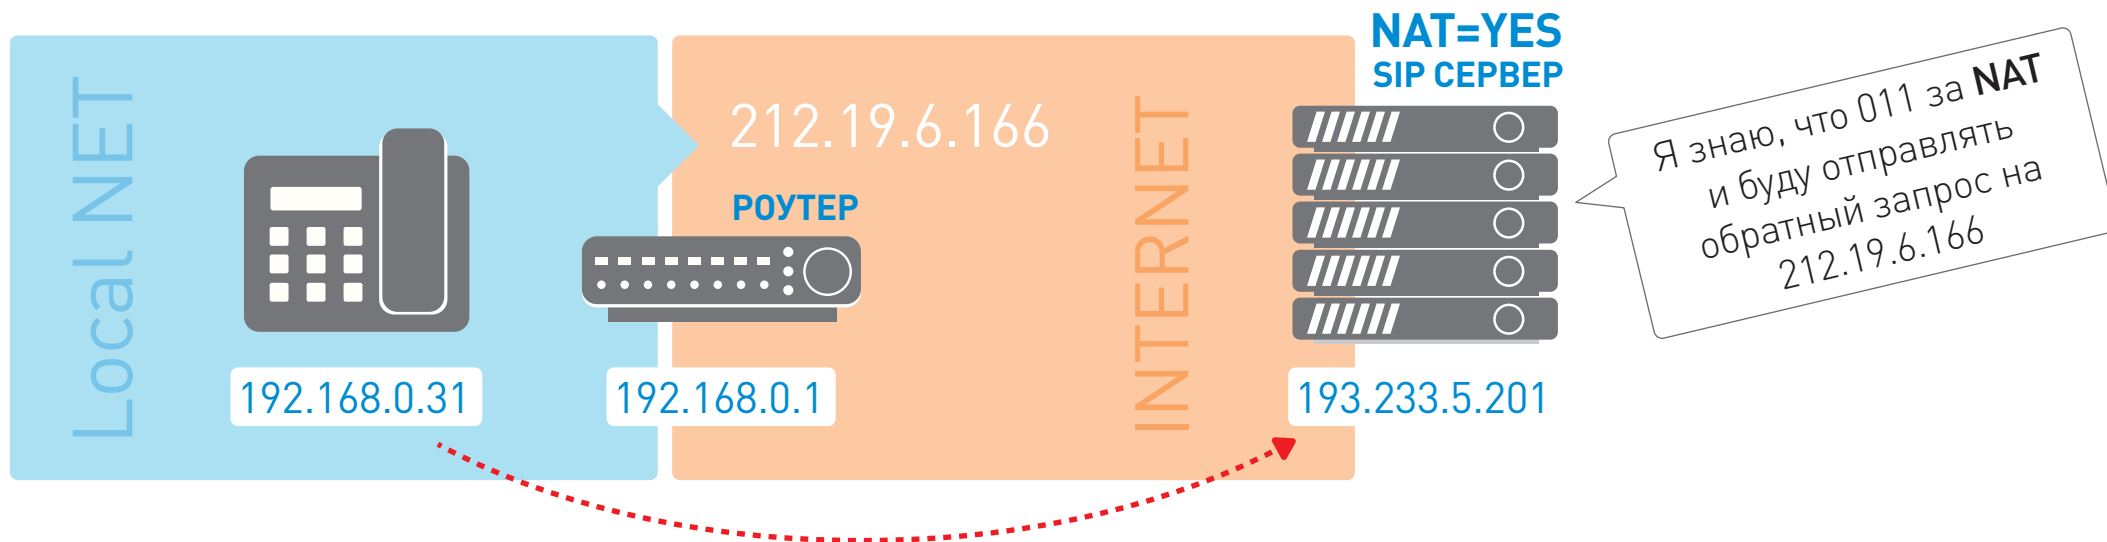 Local NET
192.168.0.31
212.19.6.166
РОУТЕР
192.168.0.1
INTERNET
NAT=YES
SIP СЕРВЕР
193.233.5.201
Я знаю, что 011 за NAT
и буду отправлять
обратный запрос на
212.19.6.166